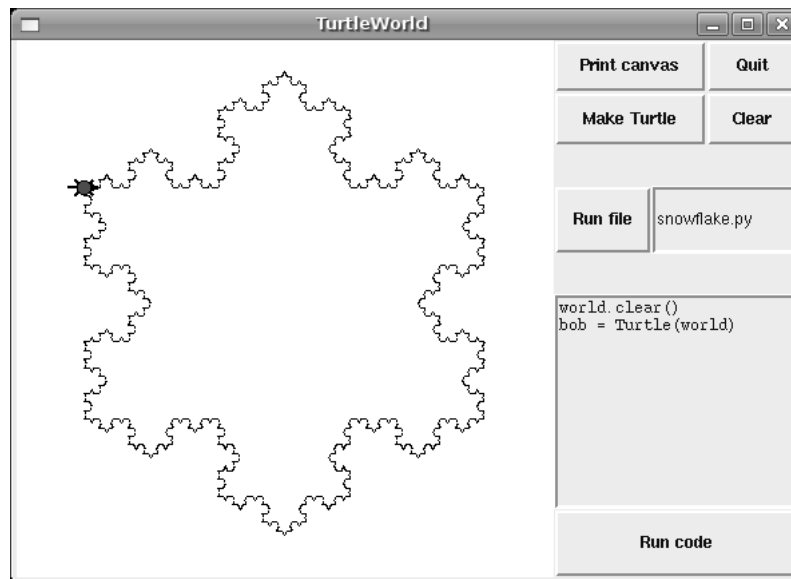 TurtleWorld
Print canvas
Quit
Make Turtle
Clear
Run file
snowflake.py
world.clear()
bob = Turtle(world)
Run code